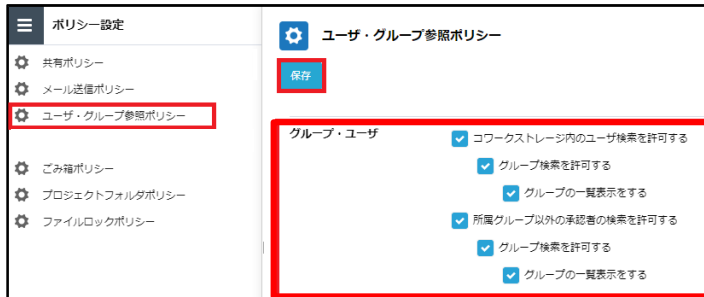 ポリシー設定
共有ポリシー
メール送信ポリシー
ユーザ・グループ参照ポリシー
ごみ箱ポリシー
プロジェクトフォルダポリシー
ファイルロックポリシー
ユーザ・グループ参照ポリシー
保存
グループ・ユーザ
コワークストレージ内のユーザ検索を許可する
グループ検索を許可する
グループの一覧表示をする
所属グループ以外の承認者の検索を許可する
グループ検索を許可する
グループの一覧表示をする